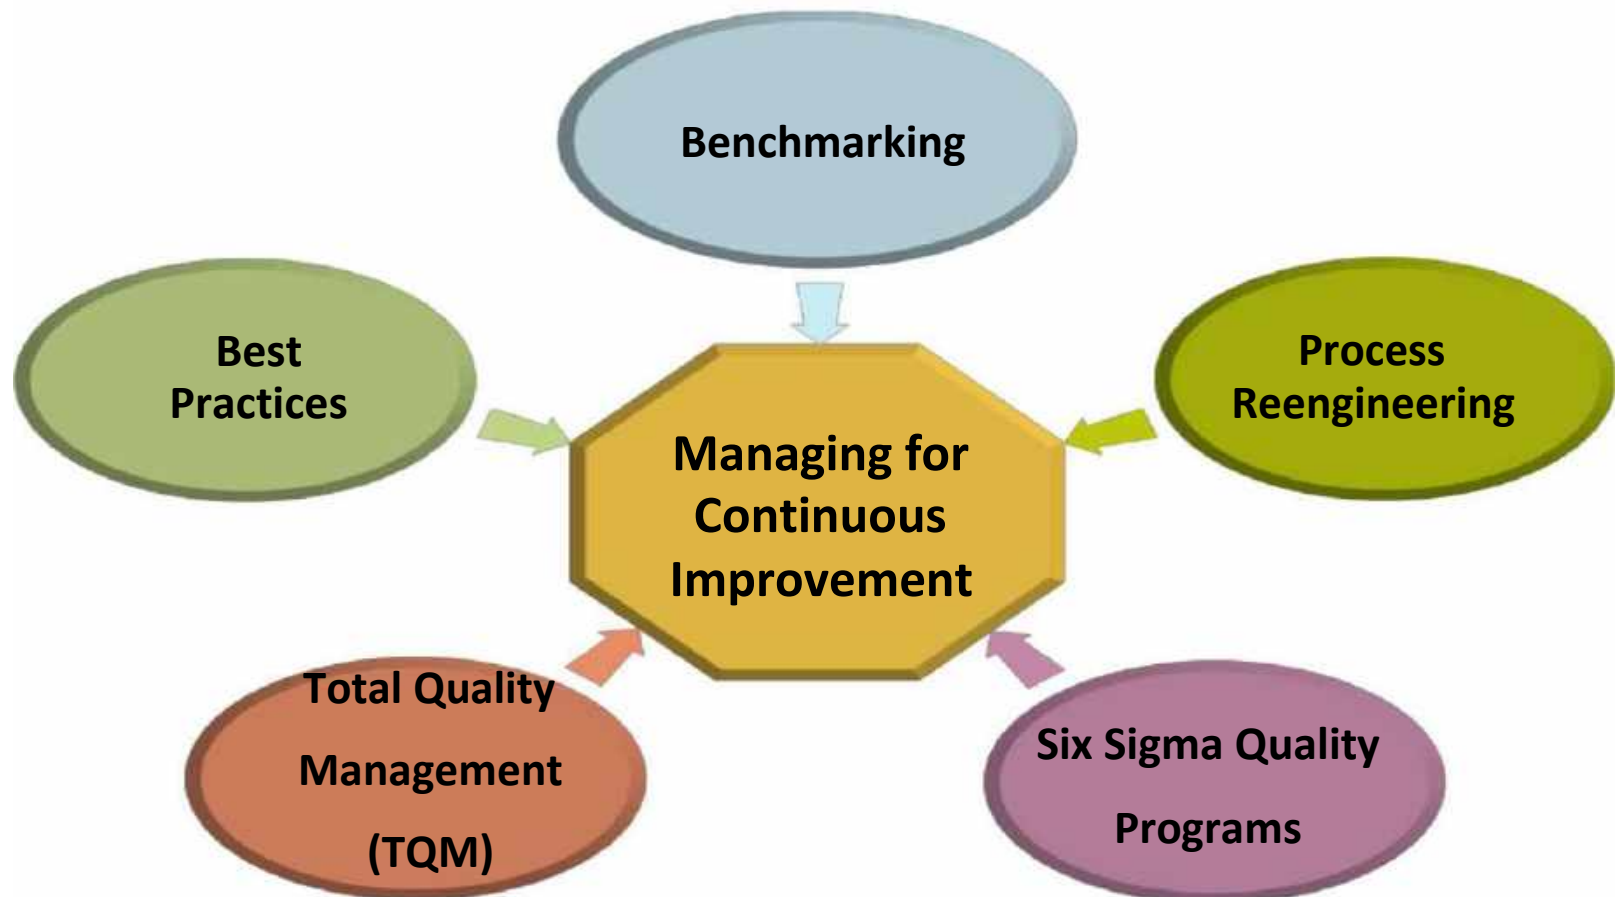 Benchmarking
Best
Practices
Process
Reengineering
Managing for
Continuous
Improvement
Total Quality
Management
(TQM)
Six Sigma Quality
Programs